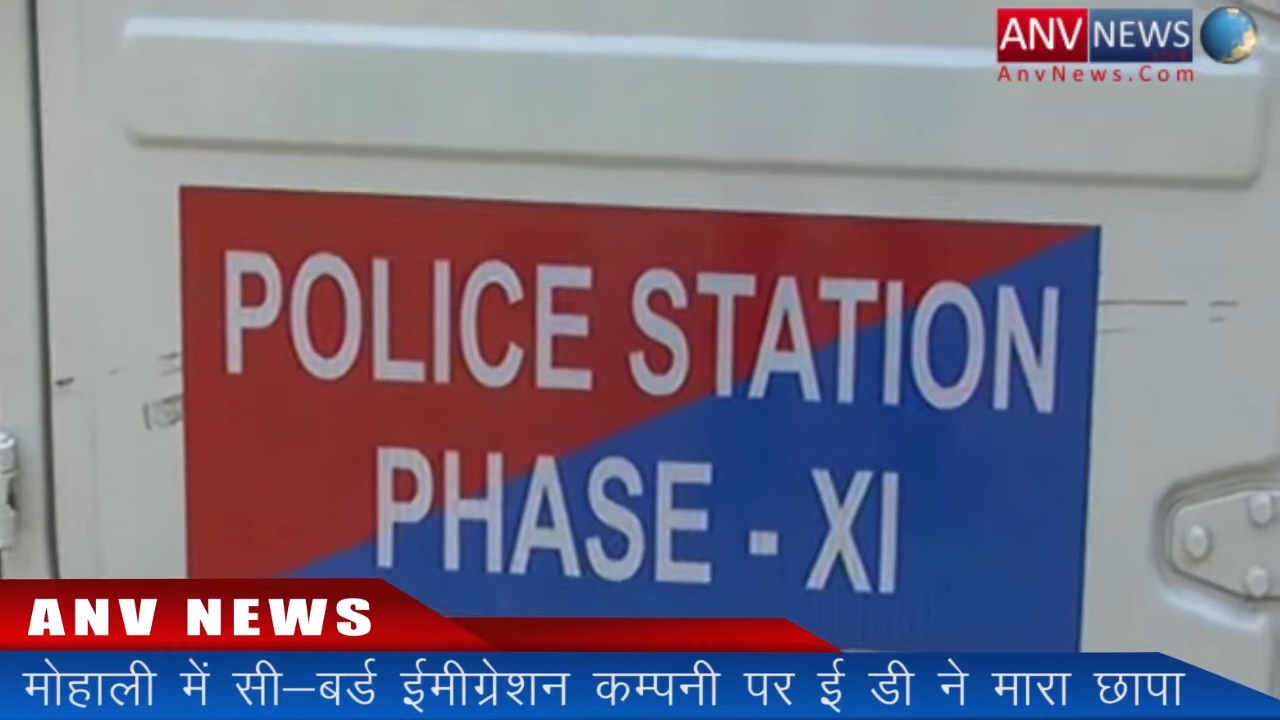 ANV NEWS
AnvNews.Com
POLICE STATION
PHASE - XI
ANV NEWS
मोहाली में सी–बर्ड ईमीग्रेशन कम्पनी पर ई डी ने मारा छापा